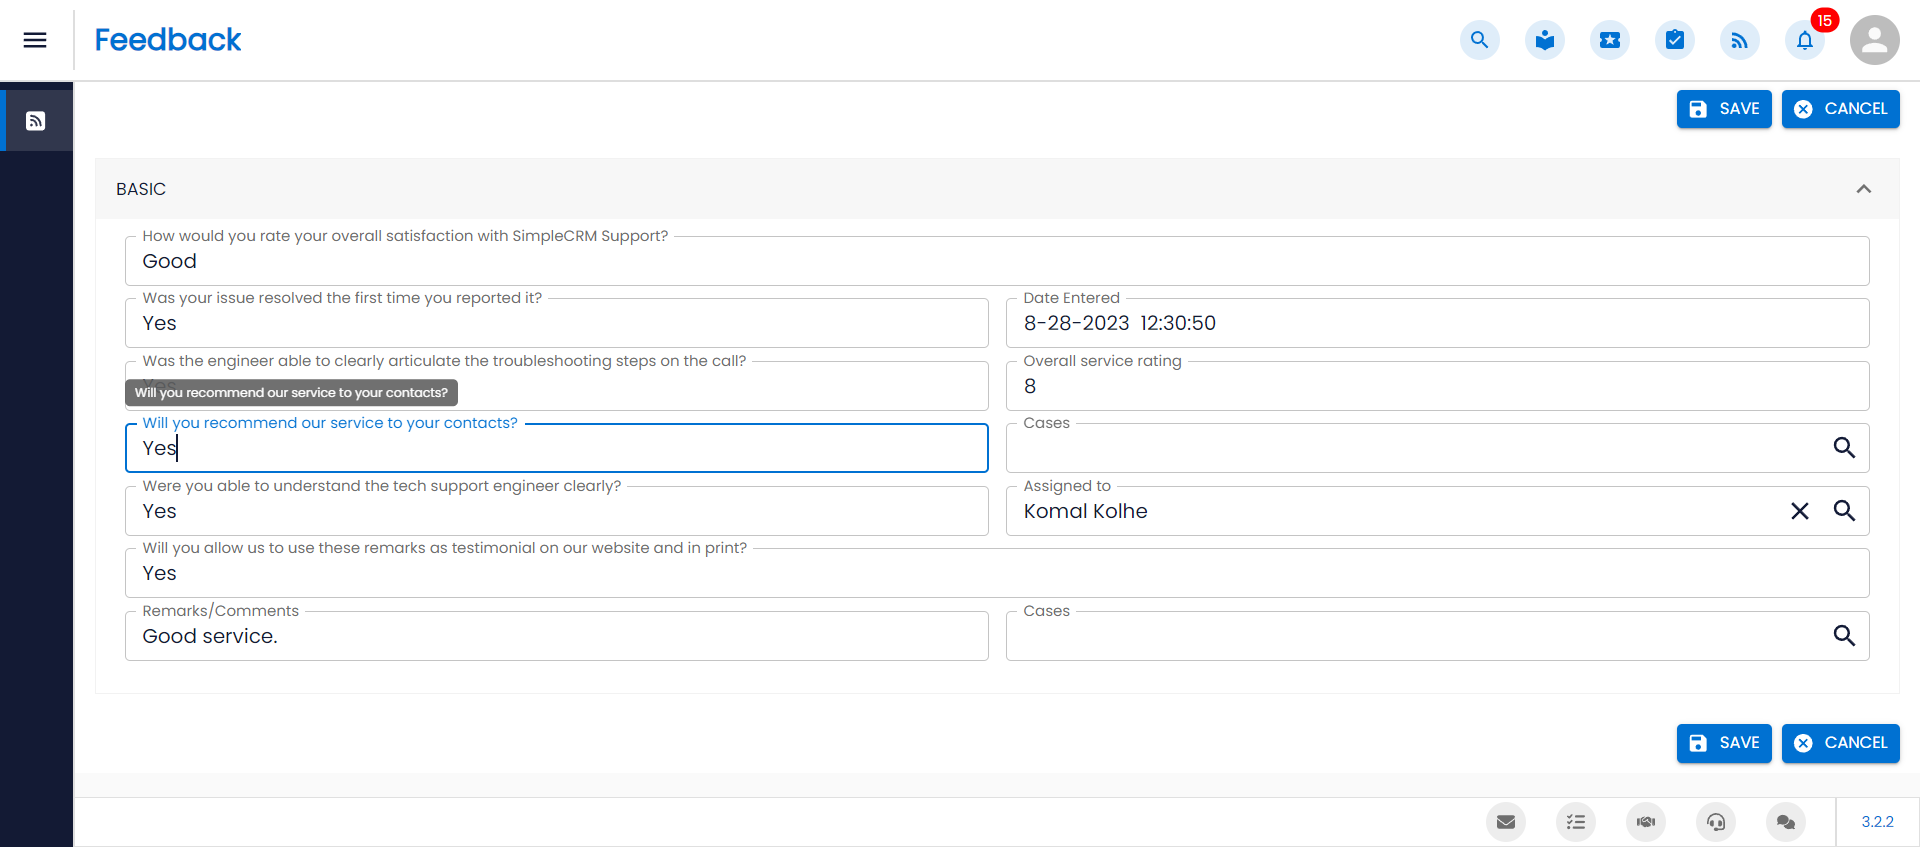 Feedback
15
SAVE
CANCEL
BASIC
How would you rate your overall satisfaction with SimpleCRM Support?
Good
Was your issue resolved the first time you reported it?
Yes
Date Entered
8-28-2023 12:30:50
Was the engineer able to clearly articulate the troubleshooting steps on the call?
Yes
Overall service rating
8
Will you recommend our service to your contacts?
Will you recommend our service to your contacts?
Yes
Cases
Were you able to understand the tech support engineer clearly?
Yes
Assigned to
Komal Kolhe
Will you allow us to use these remarks as testimonial on our website and in print?
Yes
Remarks/Comments
Good service.
Cases
SAVE
CANCEL
3.2.2